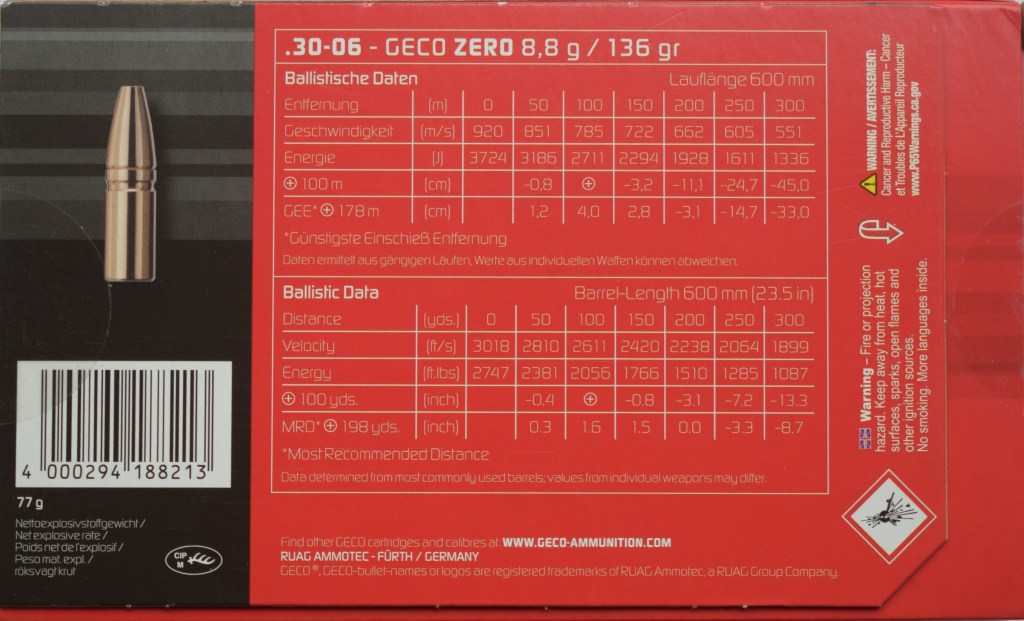 .30-06 - GECO ZERO 8,8 g / 136 gr
Ballistische Daten Lauflänge 600 mm
Entfernung (m) 0 50 100 150 200 250 300
Geschwindigkeit (m/s) 920 851 785 722 662 605 551
Energie (J) 3724 3186 2711 2294 1928 1611 1336
⊕ 100 m (cm) -0,8 ⊕ -3,2 -11,1 -24,7 -45,0
GEE* ⊕ 178 m (cm) 1,2 4,0 2,8 -3,1 -14,7 -33,0
*Günstigste Einschieß Entfernung
Daten ermittelt aus gängigen Läufen, Werte aus individuellen Waffen können abweichen.
Ballistic Data Barrel-Length 600 mm (23.5 in)
Distance (yds.) 0 50 100 150 200 250 300
Velocity (ft/s) 3018 2810 2611 2420 2238 2064 1899
Energy (ft.lbs) 2747 2381 2056 1766 1510 1285 1087
⊕ 100 yds. (inch) -0.4 ⊕ -0.8 -3.1 -7.2 -13.3
MRD* ⊕ 198 yds. (inch) 0.3 1.6 1.5 0.0 -3.3 -8.7
*Most Recommended Distance
Data determined from most commonly used barrels; values from individual weapons may differ.
Find other GECO cartridges and calibres at WWW.GECO-AMMUNITION.COM
RUAG AMMOTEC - FÜRTH / GERMANY
GECO®, GECO-bullet-names or logos are registered trademarks of RUAG Ammotec, a RUAG Group Company.
4 000294 188213
77 g
Nettoexplosivstoffgewicht /
Net explosive rate /
Poids net de l'explosif /
Peso mat. expl. /
röksvagt krut
CIP
M
WARNING / AVERTISSEMENT:
Cancer and Reproductive Harm – Cancer
et Troubles de L'Appareil Reproducteur
www.P65Warnings.ca.gov
Warning – Fire or projection
hazard. Keep away from heat, hot
surfaces, sparks, open flames and
other ignition sources.
No smoking. More languages inside.